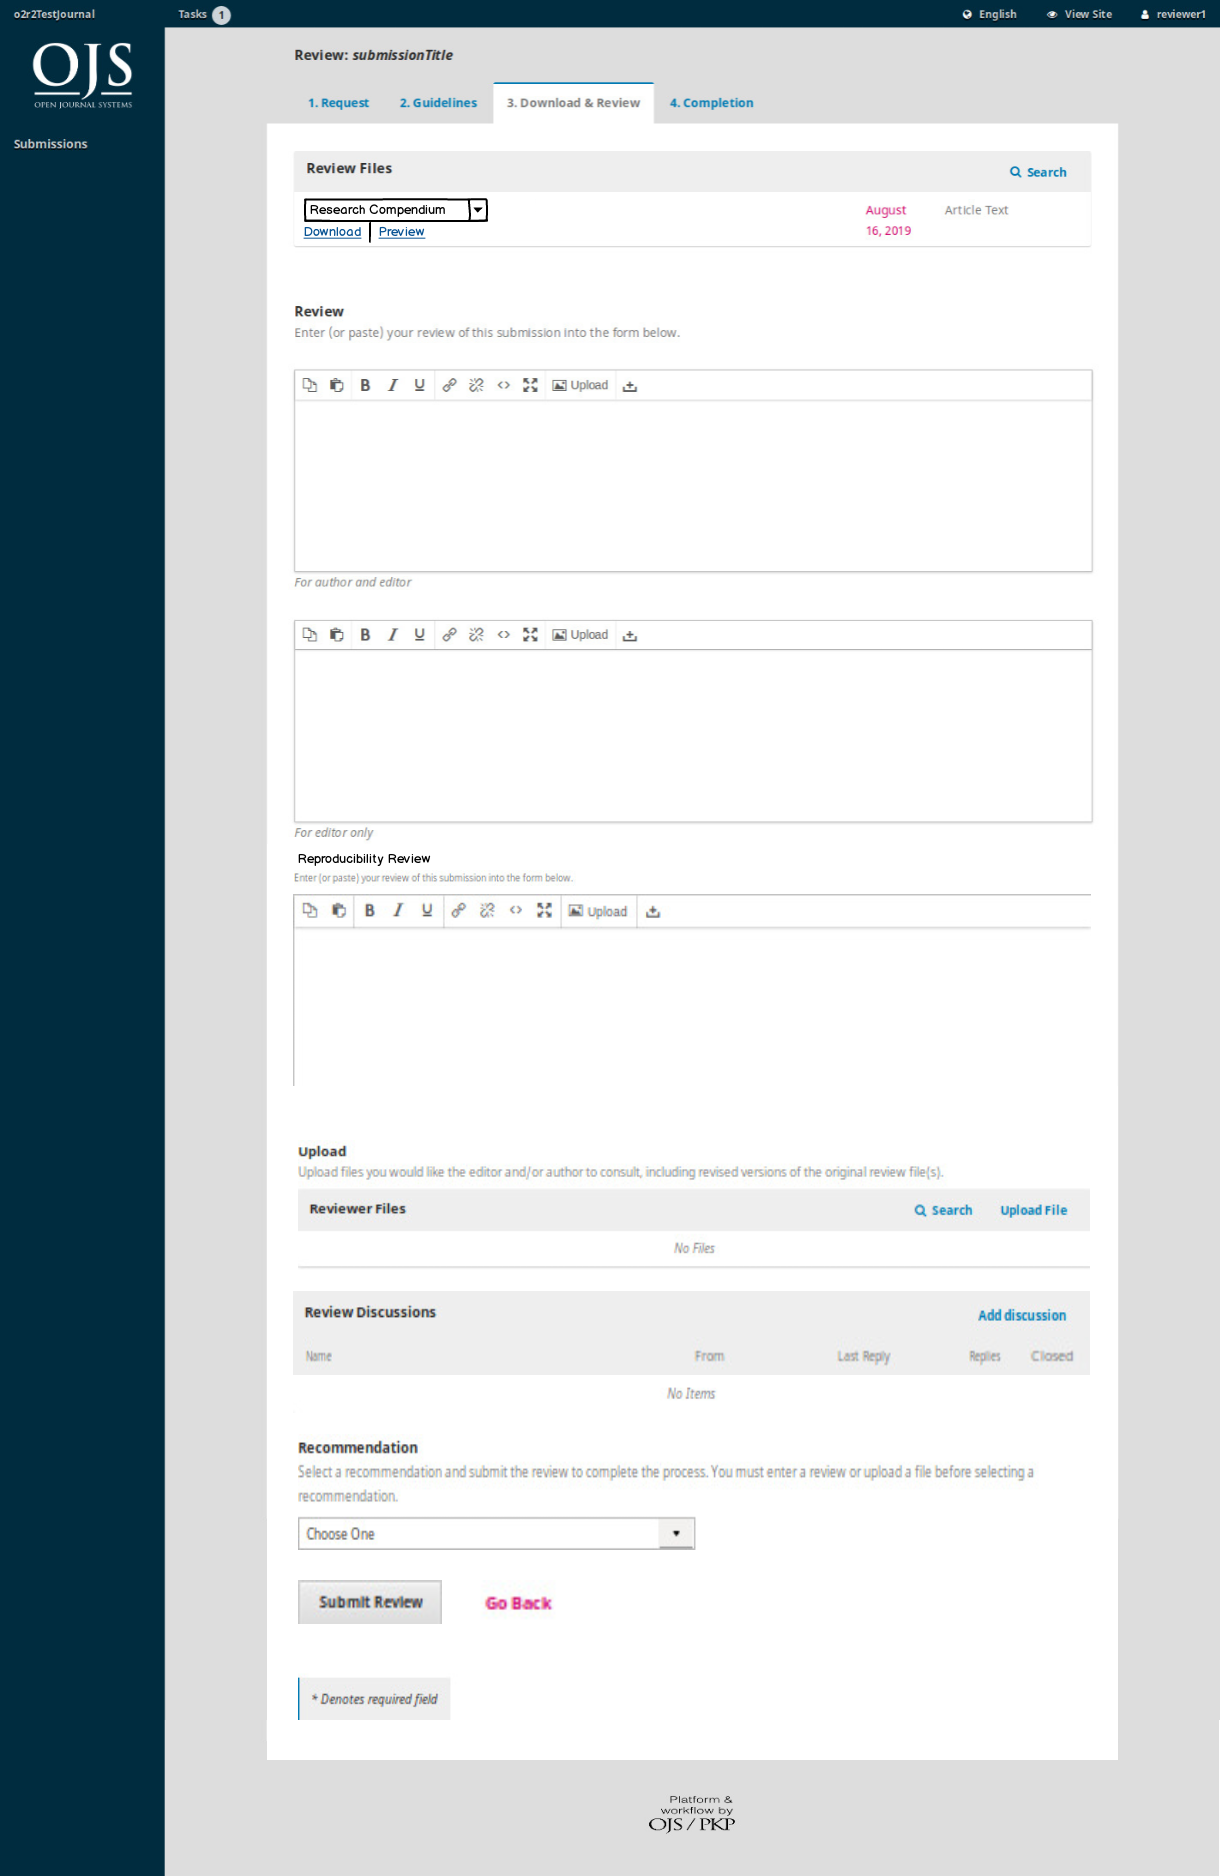 o2r2TestJournal
Tasks 1
English
View Site
reviewer1
OJS
OPEN JOURNAL SYSTEMS
Submissions
Review: submissionTitle
1. Request
2. Guidelines
3. Download & Review
4. Completion
Review Files
Search
Research Compendium
August
16, 2019
Article Text
Download
Preview
Review
Enter (or paste) your review of this submission into the form below.
B I U <> Upload
For author and editor
B I U <> Upload
For editor only
Reproducibility Review
Enter (or paste) your review of this submission into the form below.
B I U <> Upload
Upload
Upload files you would like the editor and/or author to consult, including revised versions of the original review file(s).
Reviewer Files
Search
Upload File
No Files
Review Discussions
Add discussion
Name From Last Reply Replies Closed
No Items
Recommendation
Select a recommendation and submit the review to complete the process. You must enter a review or upload a file before selecting a
recommendation.
Choose One
Submit Review
Go Back
* Denotes required field
Platform &
workflow by
OJS / PKP